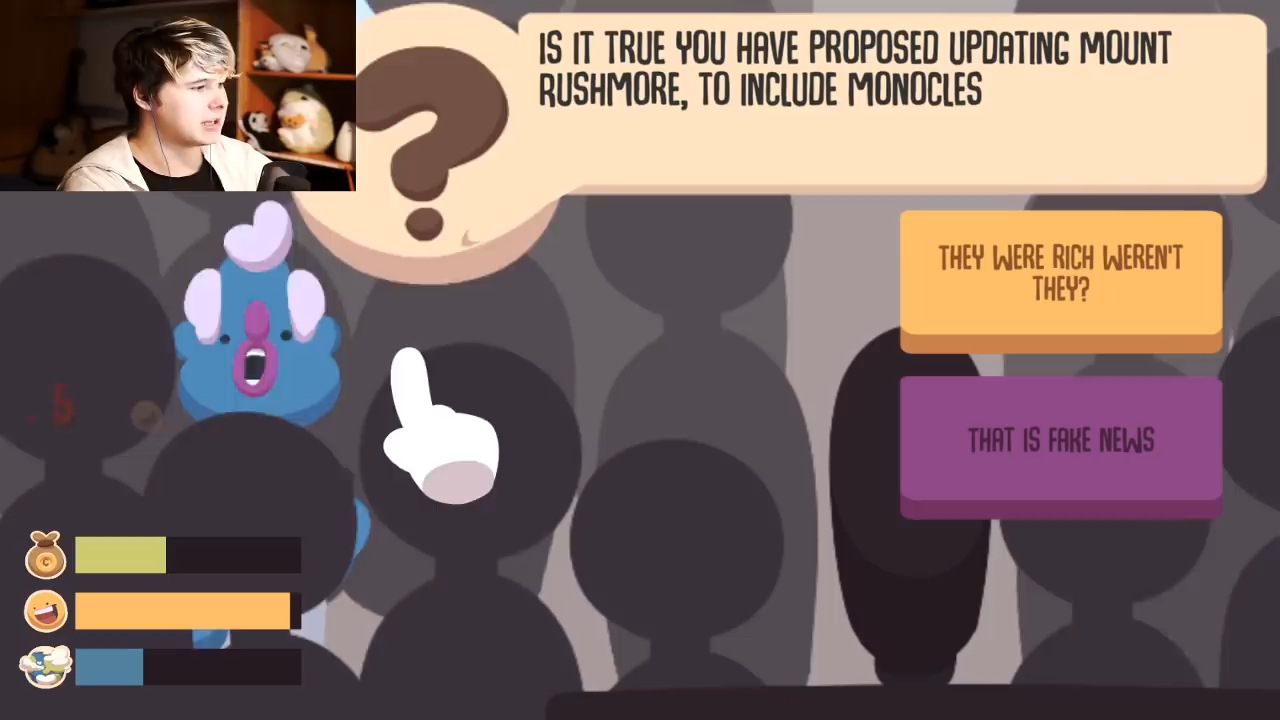 IS IT TRUE YOU HAVE PROPOSED UPDATING MOUNT
RUSHMORE, TO INCLUDE MONOCLES
THEY WERE RICH WEREN'T
THEY?
THAT IS FAKE NEWS